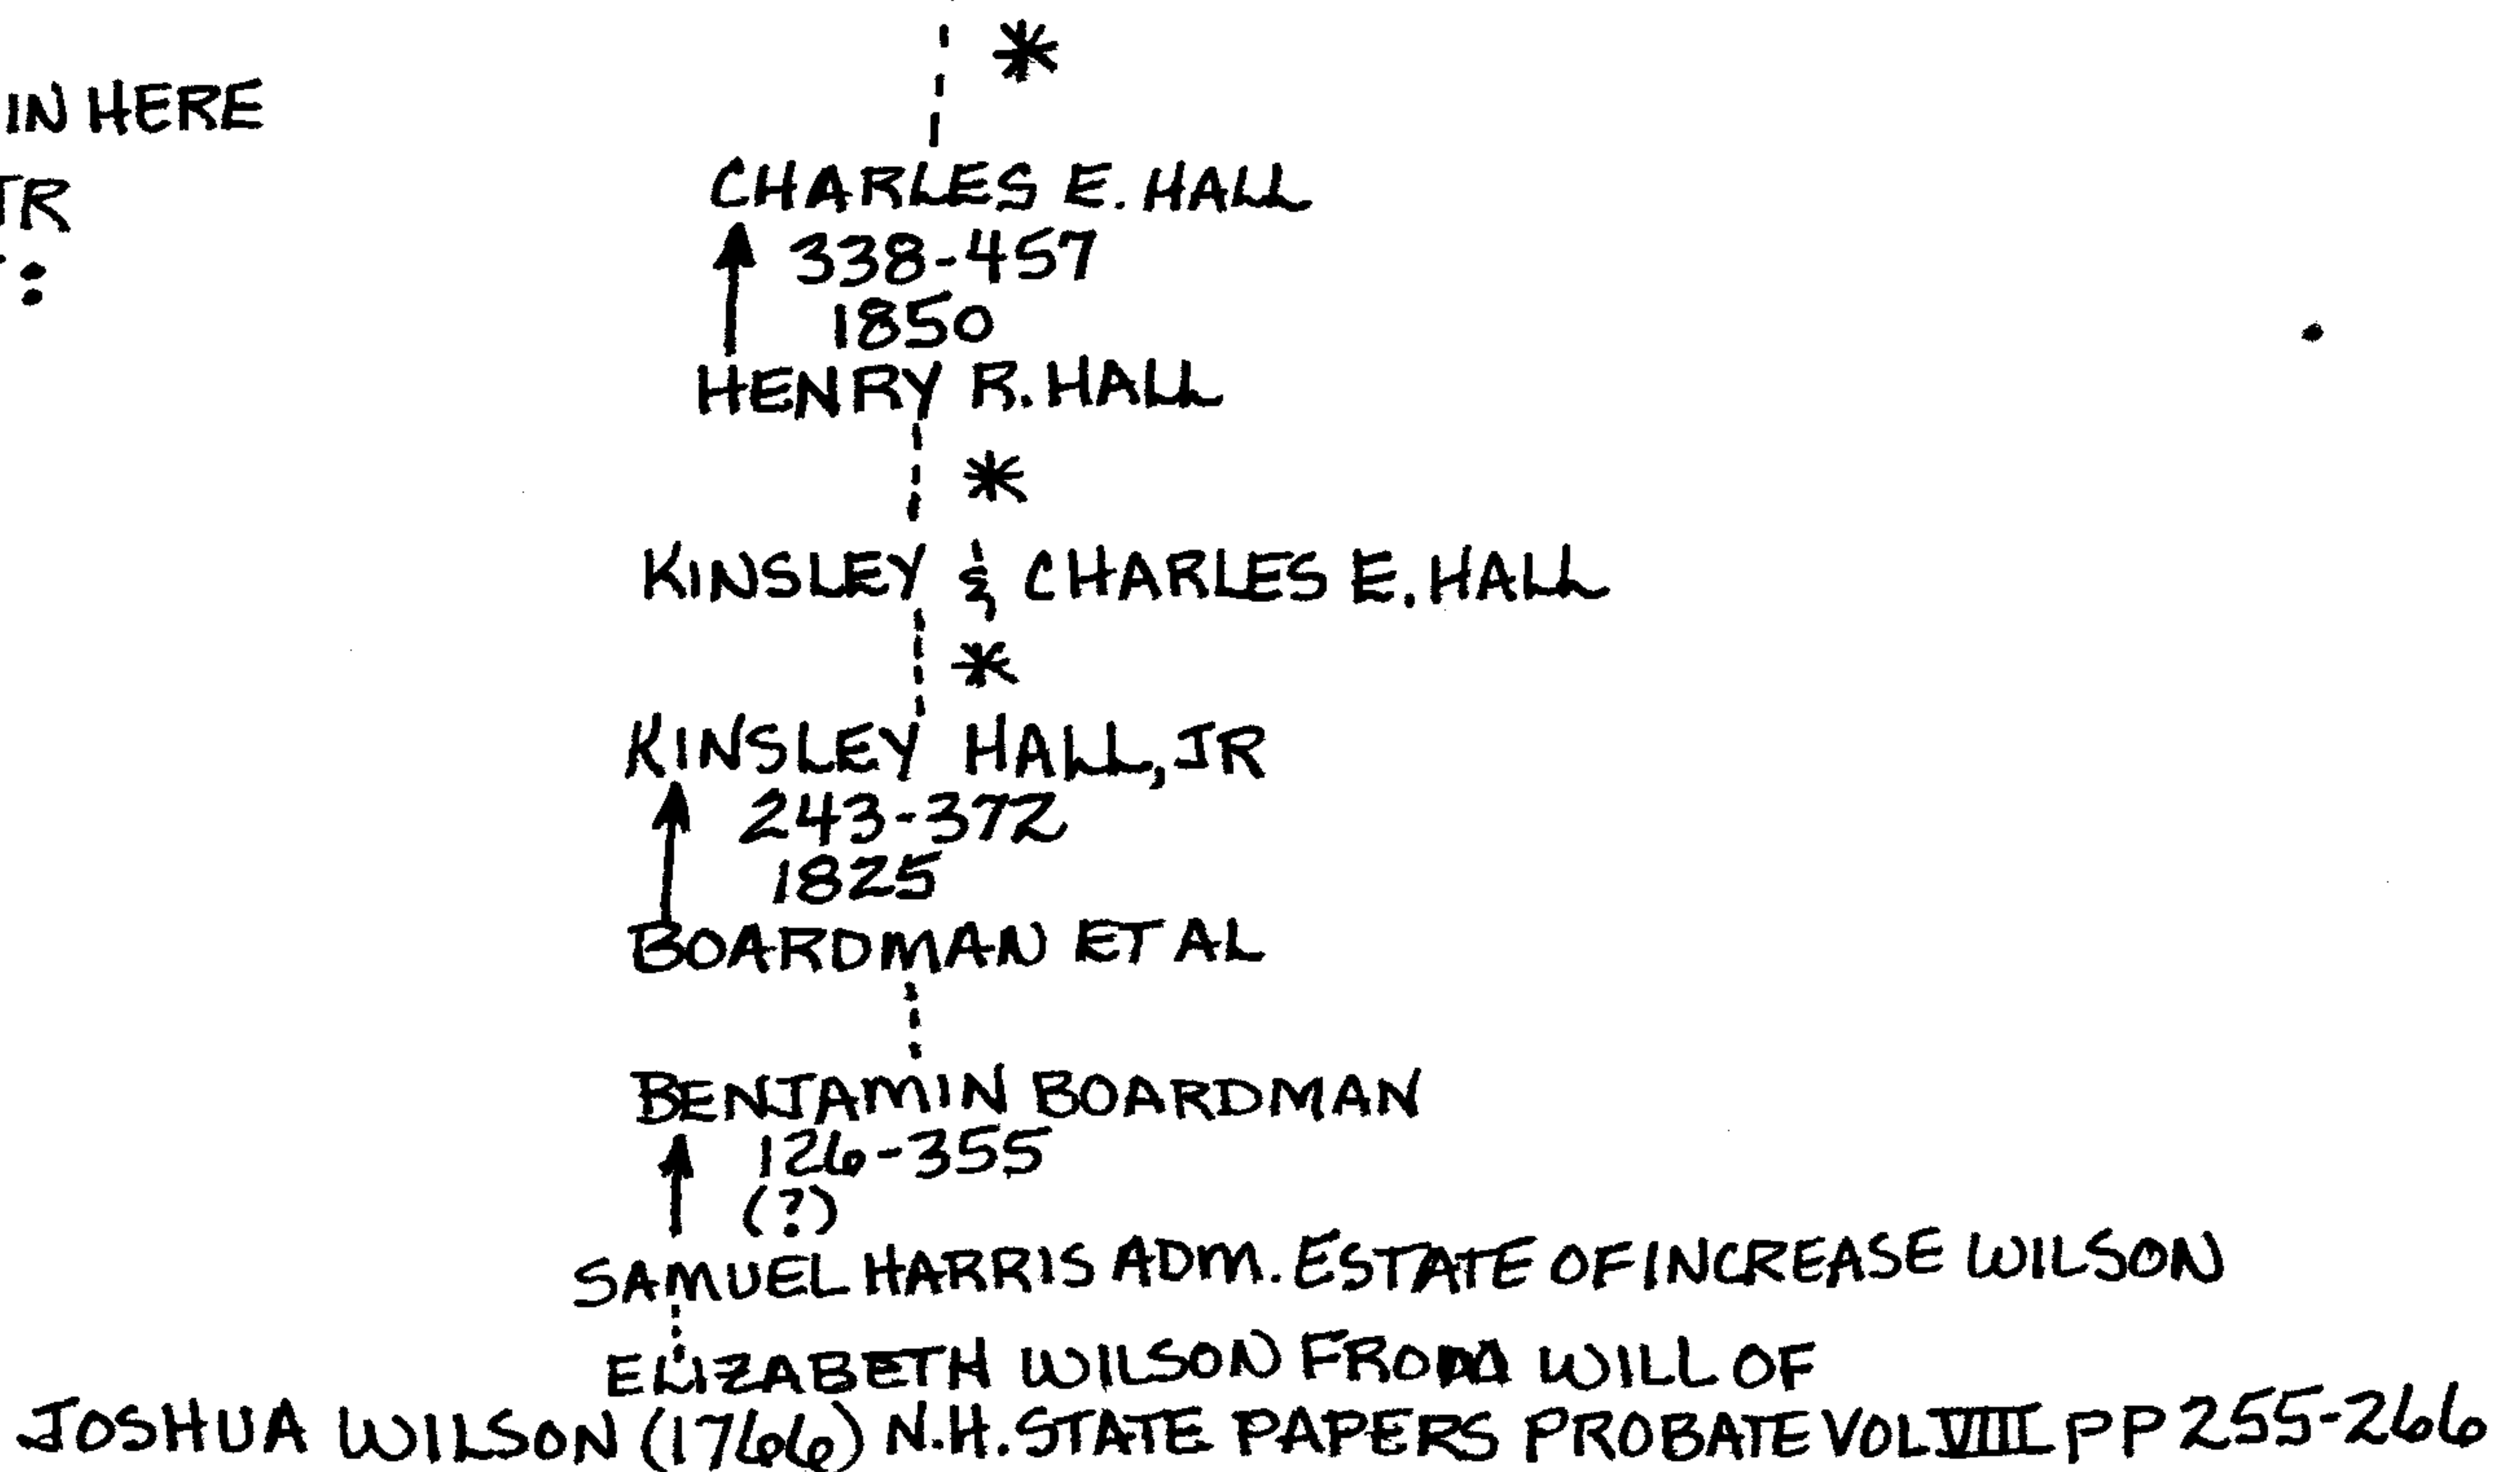 *
IN HERE
JR
:
CHARLES E. HALL
338-457
1850
HENRY R. HALL
*
KINSLEY & CHARLES E. HALL
*
KINSLEY HALL, JR
243-372
1825
BOARDMAN ET AL
BENJAMIN BOARDMAN
126-355
(?)
SAMUEL HARRIS ADM. ESTATE OF INCREASE WILSON
ELIZABETH WILSON FROM WILL OF
JOSHUA WILSON (1766) N.H. STATE PAPERS PROBATE VOL VIII PP 255-266